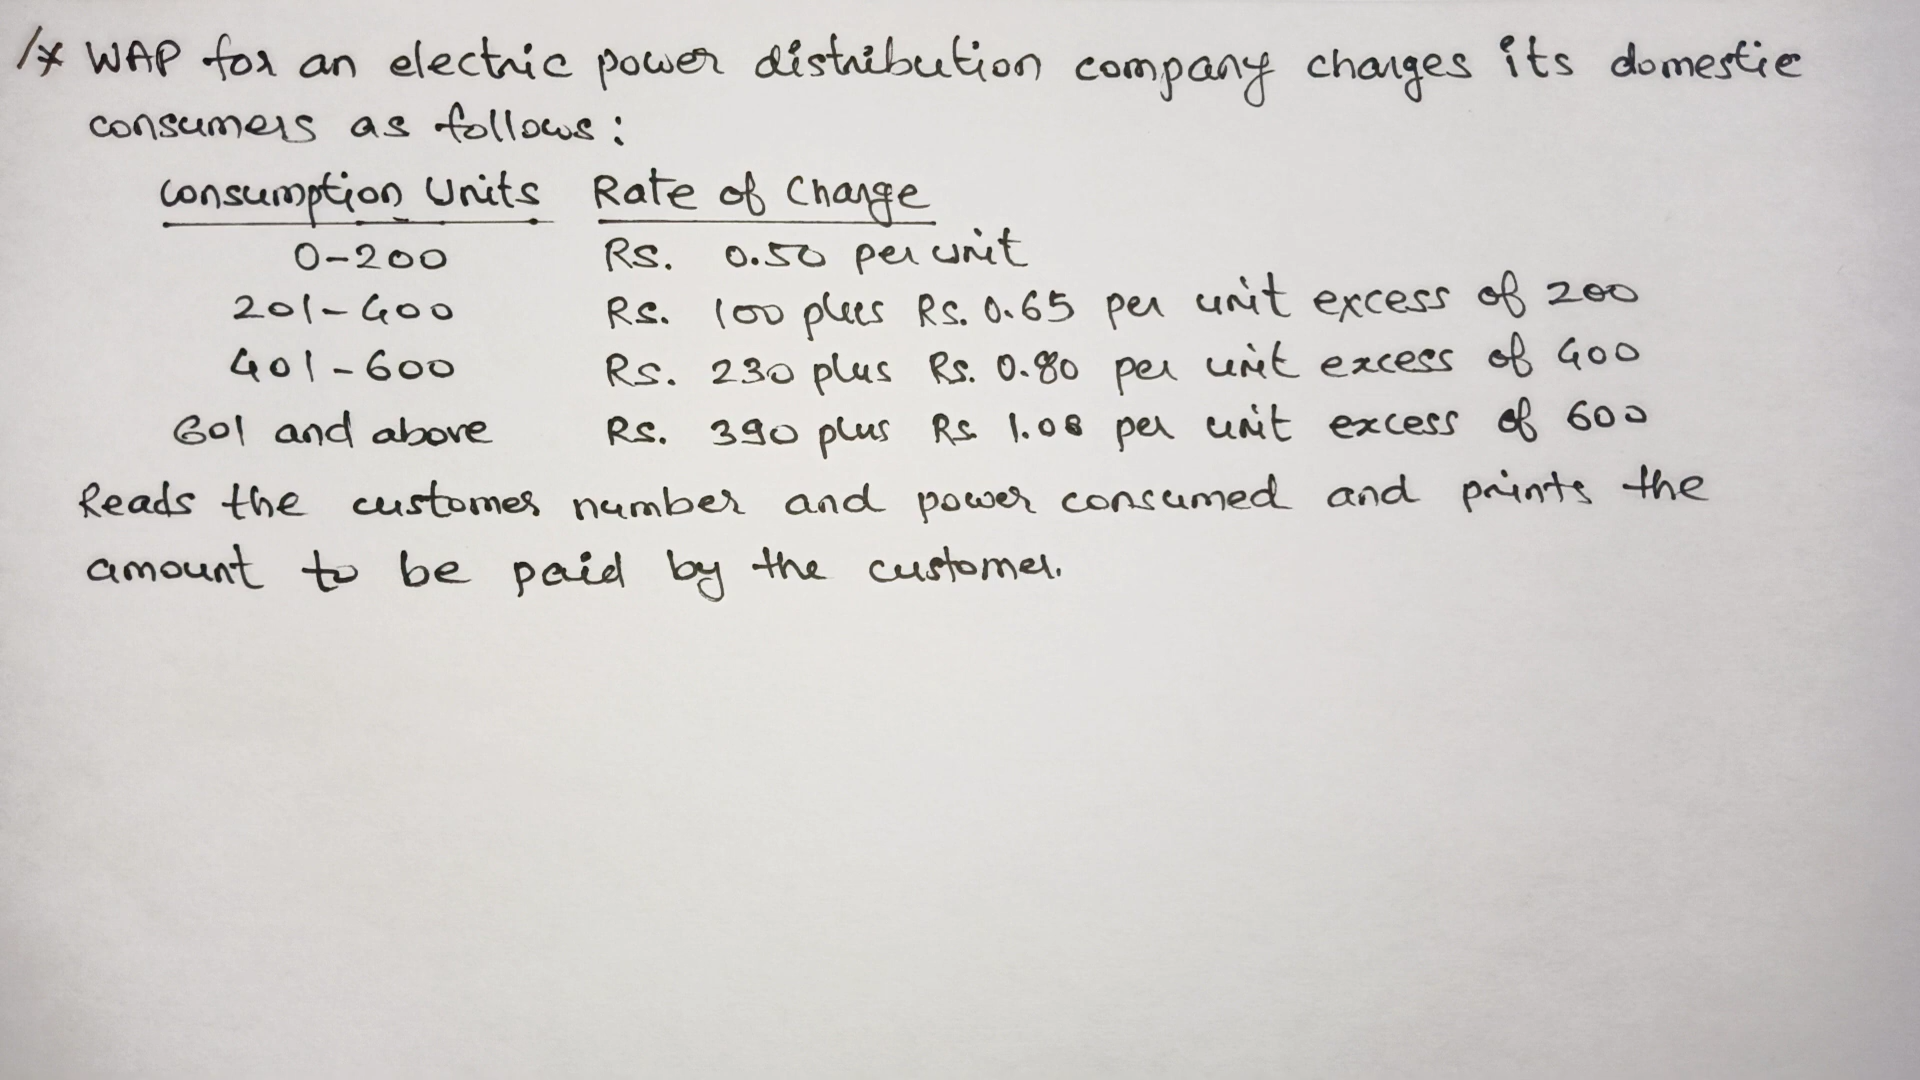 /* WAP for an electric power distribution company charges its domestic
consumers as follows:
Consumption Units Rate of Charge
0-200 Rs. 0.50 per unit
201-400 Rs. 100 plus Rs. 0.65 per unit excess of 200
401-600 Rs. 230 plus Rs. 0.80 per unit excess of 400
601 and above Rs. 390 plus Rs 1.08 per unit excess of 600
Reads the customer number and power consumed and prints the
amount to be paid by the customer.